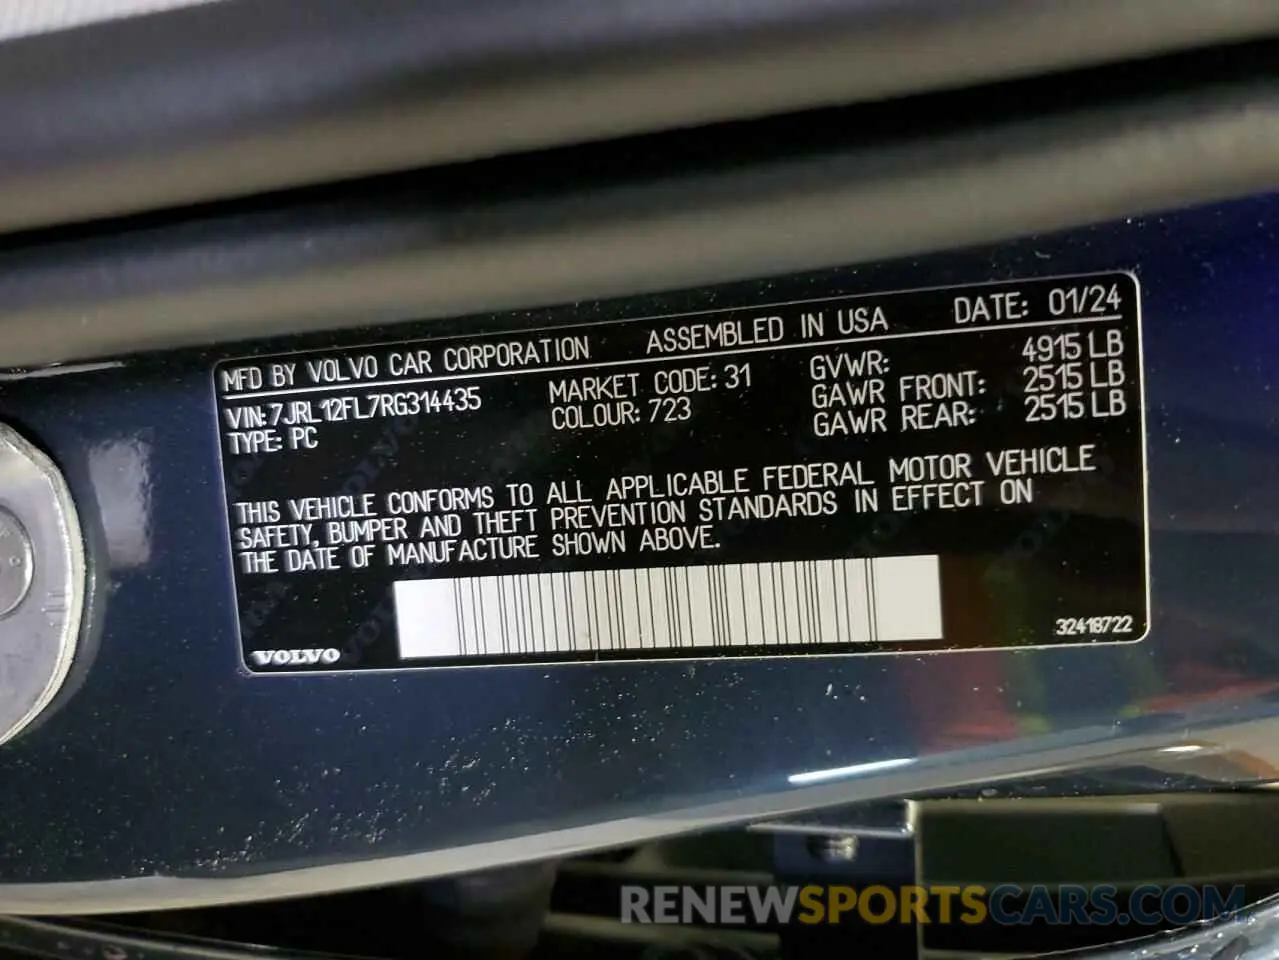 MFD BY VOLVO CAR CORPORATION ASSEMBLED IN USA DATE: 01/24
VIN: 7JRL12FL7RG314435 MARKET CODE: 31 GVWR: 4915 LB
TYPE: PC COLOUR: 723 GAWR FRONT: 2515 LB
GAWR REAR: 2515 LB
THIS VEHICLE CONFORMS TO ALL APPLICABLE FEDERAL MOTOR VEHICLE
SAFETY, BUMPER AND THEFT PREVENTION STANDARDS IN EFFECT ON
THE DATE OF MANUFACTURE SHOWN ABOVE.
VOLVO 32418722
RENEWSPORTSCARS.COM